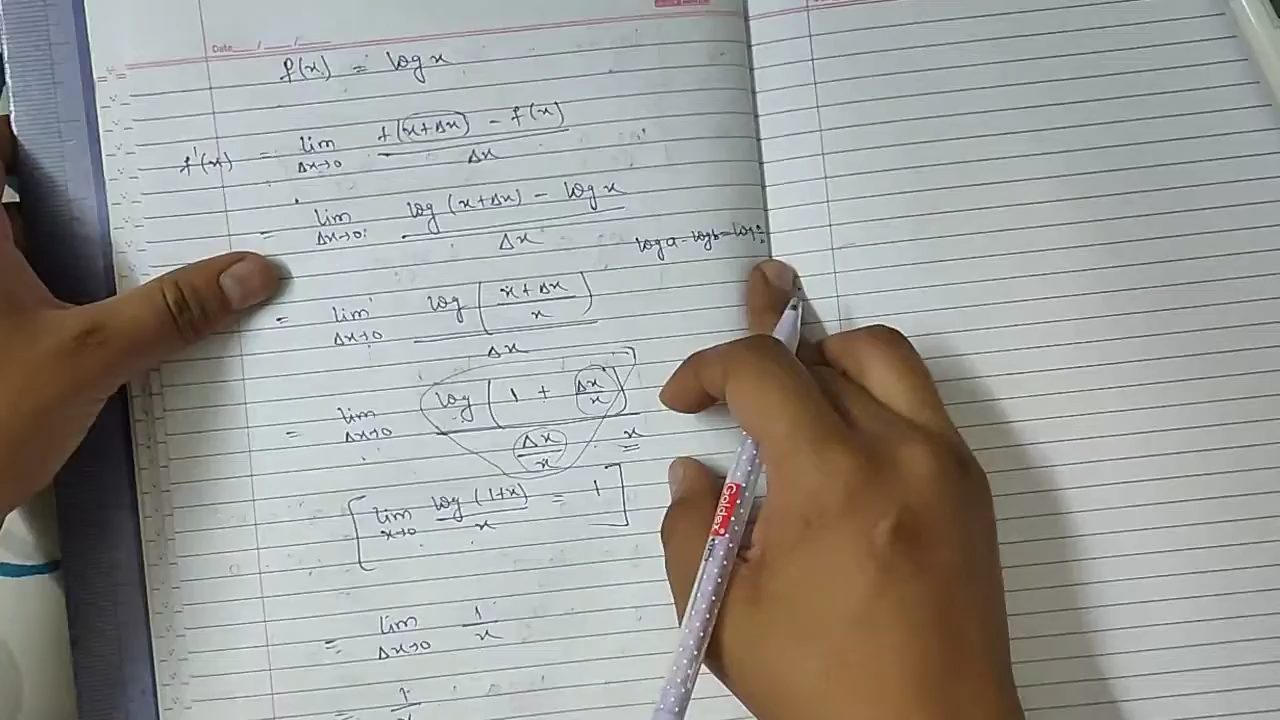 Date / /
f(x) = log x
f'(x) = lim Δx→0 f(x+Δx) - f(x) / Δx
= lim Δx→0 log (x+Δx) - log x / Δx
log a - log b = log a/b
= lim Δx→0 log (x+Δx / x) / Δx
= lim Δx→0 log (1 + Δx/x) / Δx/x · x
[lim x→0 log (1+x) / x = 1]
= lim Δx→0 1/x
= 1/x
Goldex